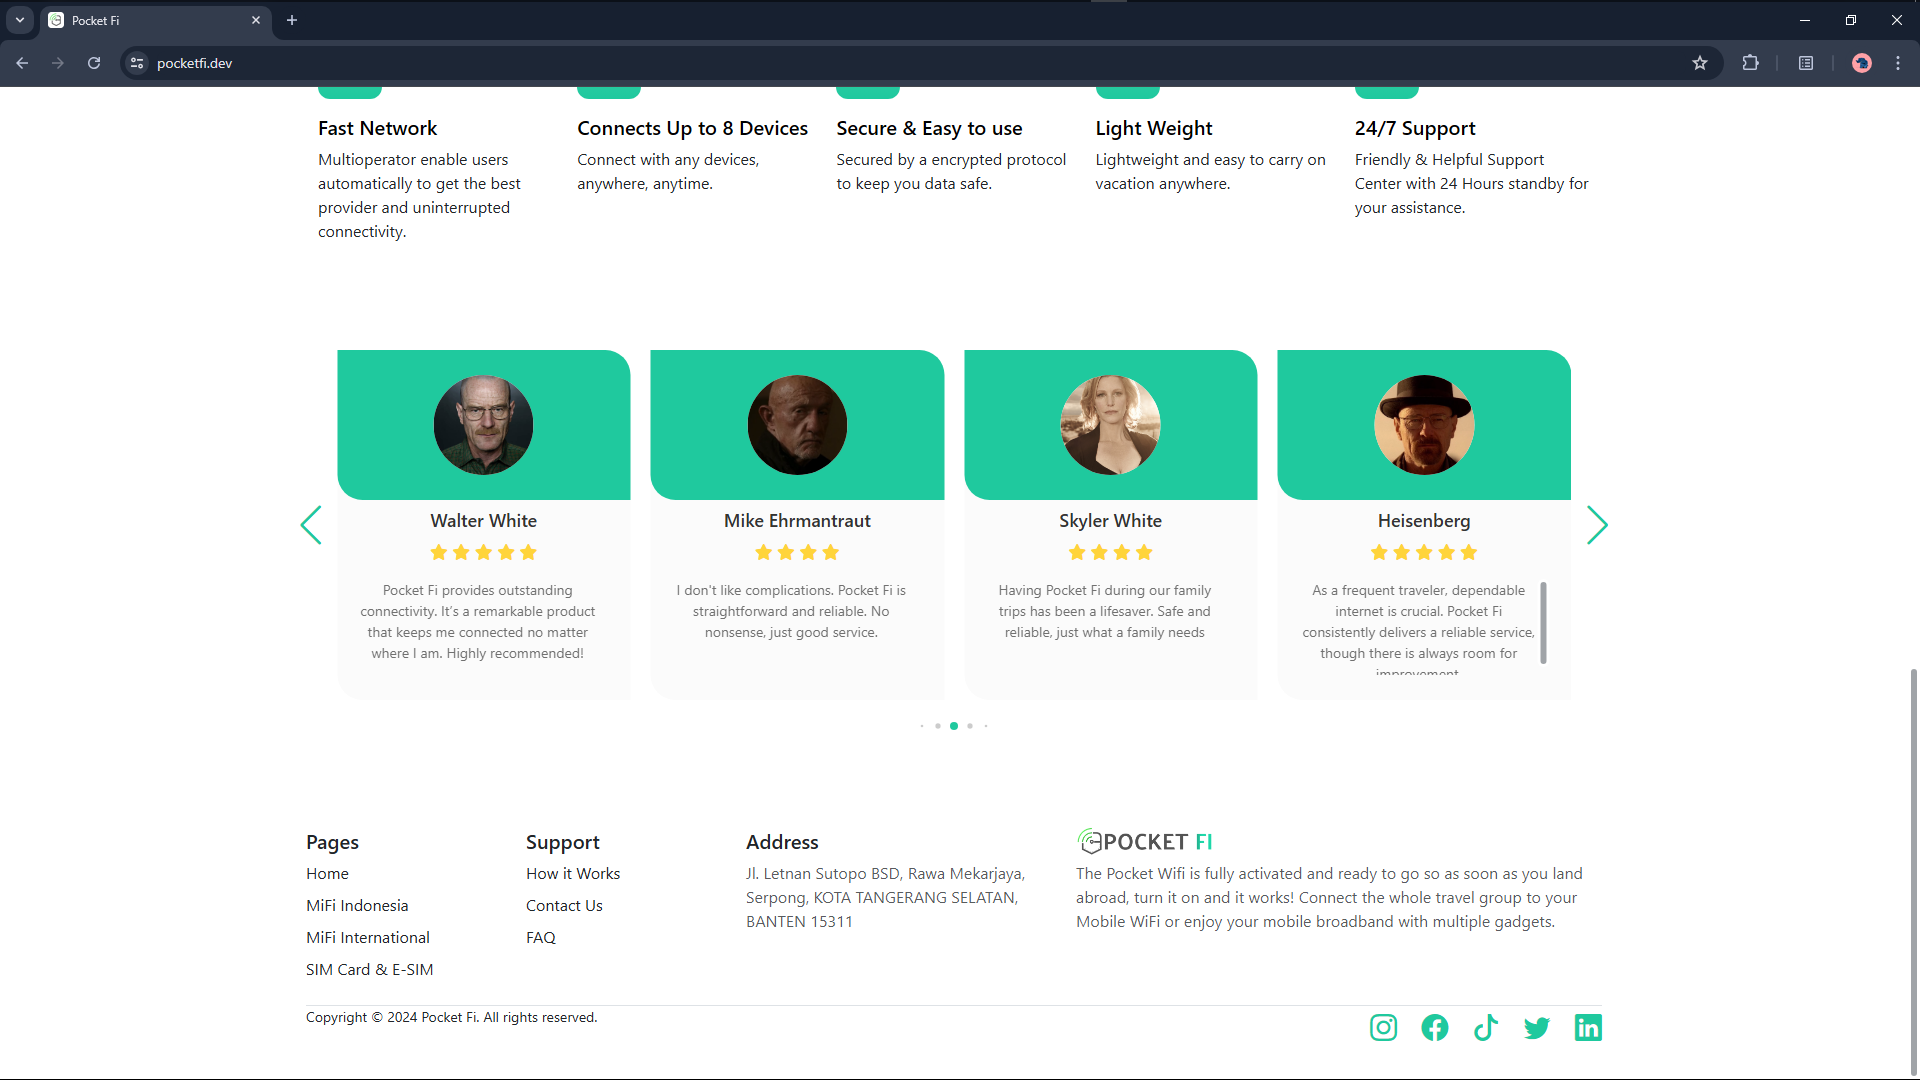 Pocket Fi
pocketfi.dev
Fast Network
Multioperator enable users
automatically to get the best
provider and uninterrupted
connectivity.
Connects Up to 8 Devices
Connect with any devices,
anywhere, anytime.
Secure & Easy to use
Secured by a encrypted protocol
to keep you data safe.
Light Weight
Lightweight and easy to carry on
vacation anywhere.
24/7 Support
Friendly & Helpful Support
Center with 24 Hours standby for
your assistance.
Walter White
Pocket Fi provides outstanding
connectivity. It’s a remarkable product
that keeps me connected no matter
where I am. Highly recommended!
Mike Ehrmantraut
I don't like complications. Pocket Fi is
straightforward and reliable. No
nonsense, just good service.
Skyler White
Having Pocket Fi during our family
trips has been a lifesaver. Safe and
reliable, just what a family needs
Heisenberg
As a frequent traveler, dependable
internet is crucial. Pocket Fi
consistently delivers a reliable service,
though there is always room for
improvement
Pages
Home
MiFi Indonesia
MiFi International
SIM Card & E-SIM
Support
How it Works
Contact Us
FAQ
Address
Jl. Letnan Sutopo BSD, Rawa Mekarjaya,
Serpong, KOTA TANGERANG SELATAN,
BANTEN 15311
POCKET FI
The Pocket Wifi is fully activated and ready to go so as soon as you land
abroad, turn it on and it works! Connect the whole travel group to your
Mobile WiFi or enjoy your mobile broadband with multiple gadgets.
Copyright © 2024 Pocket Fi. All rights reserved.